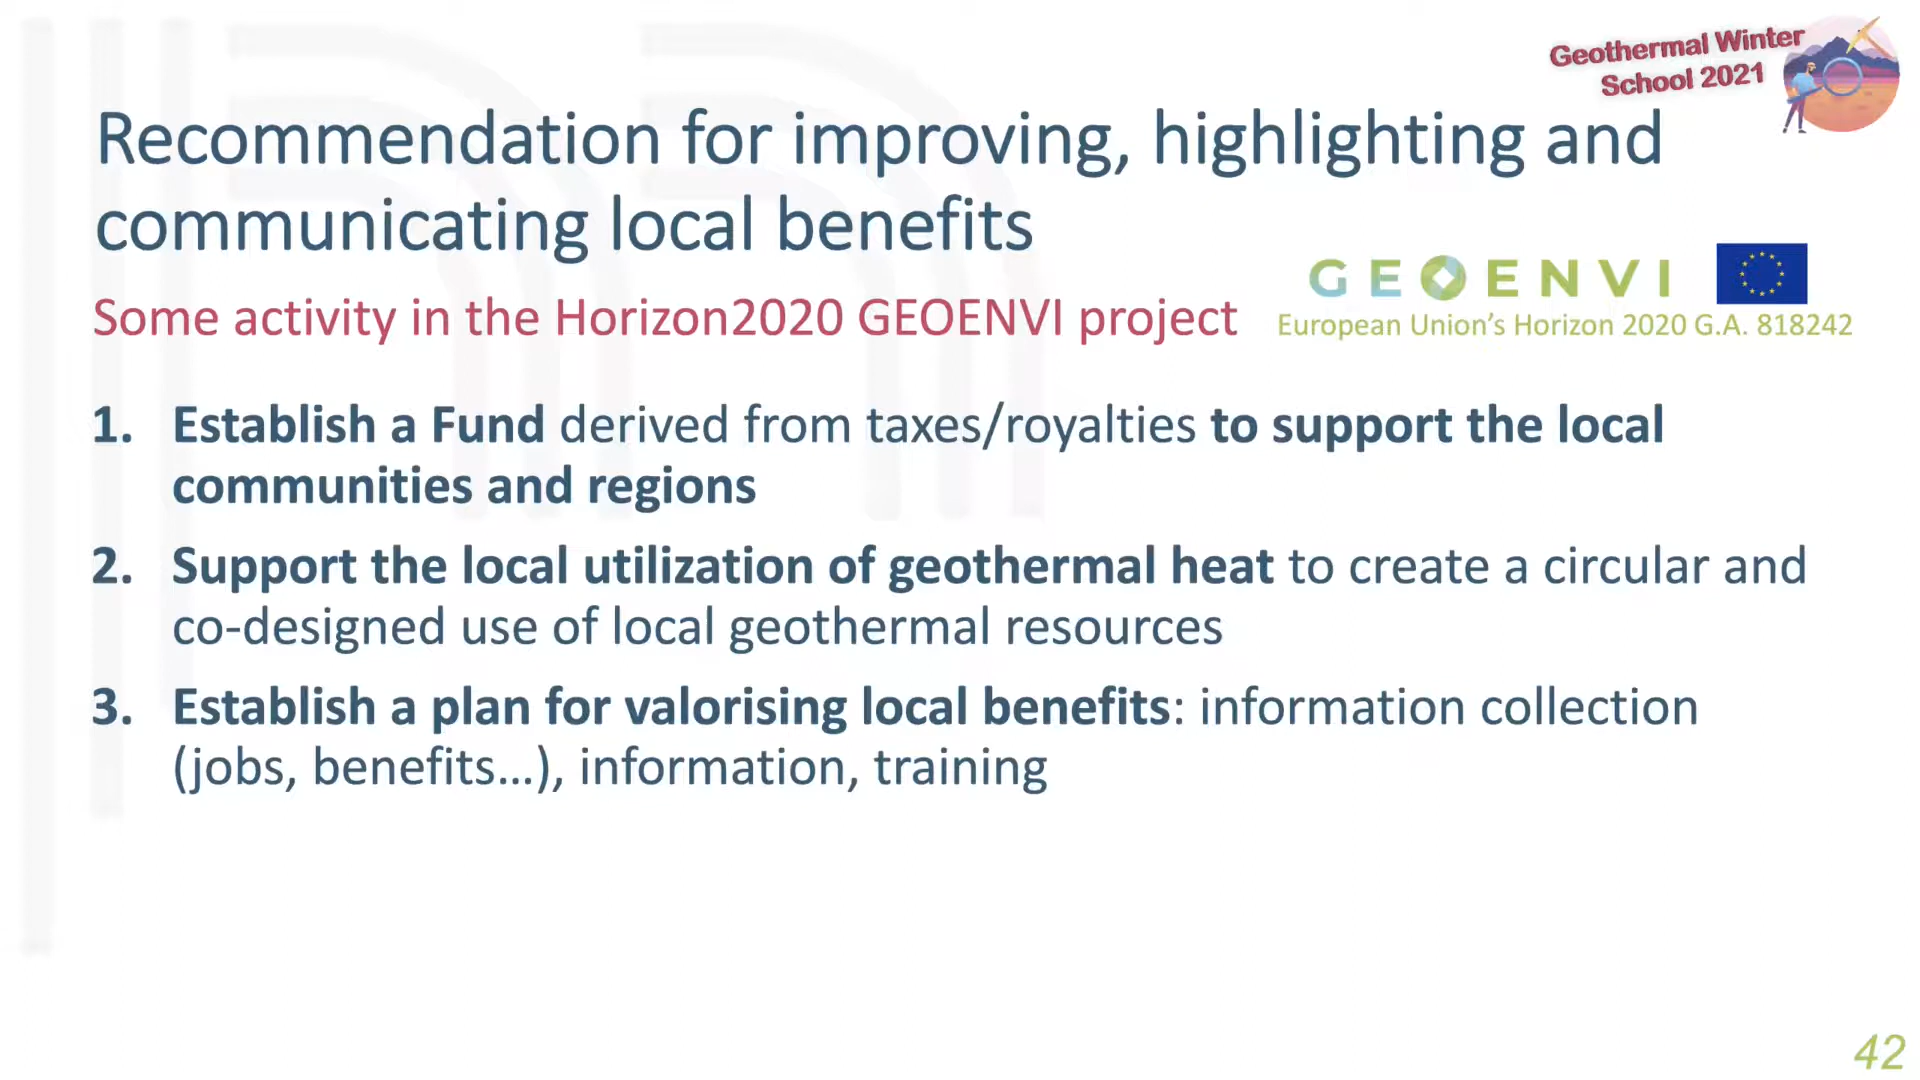 Geothermal Winter
School 2021
Recommendation for improving, highlighting and
communicating local benefits
GEOENVI
Some activity in the Horizon2020 GEOENVI project
European Union’s Horizon 2020 G.A. 818242
1. Establish a Fund derived from taxes/royalties to support the local
communities and regions
2. Support the local utilization of geothermal heat to create a circular and
co-designed use of local geothermal resources
3. Establish a plan for valorising local benefits: information collection
(jobs, benefits…), information, training
42